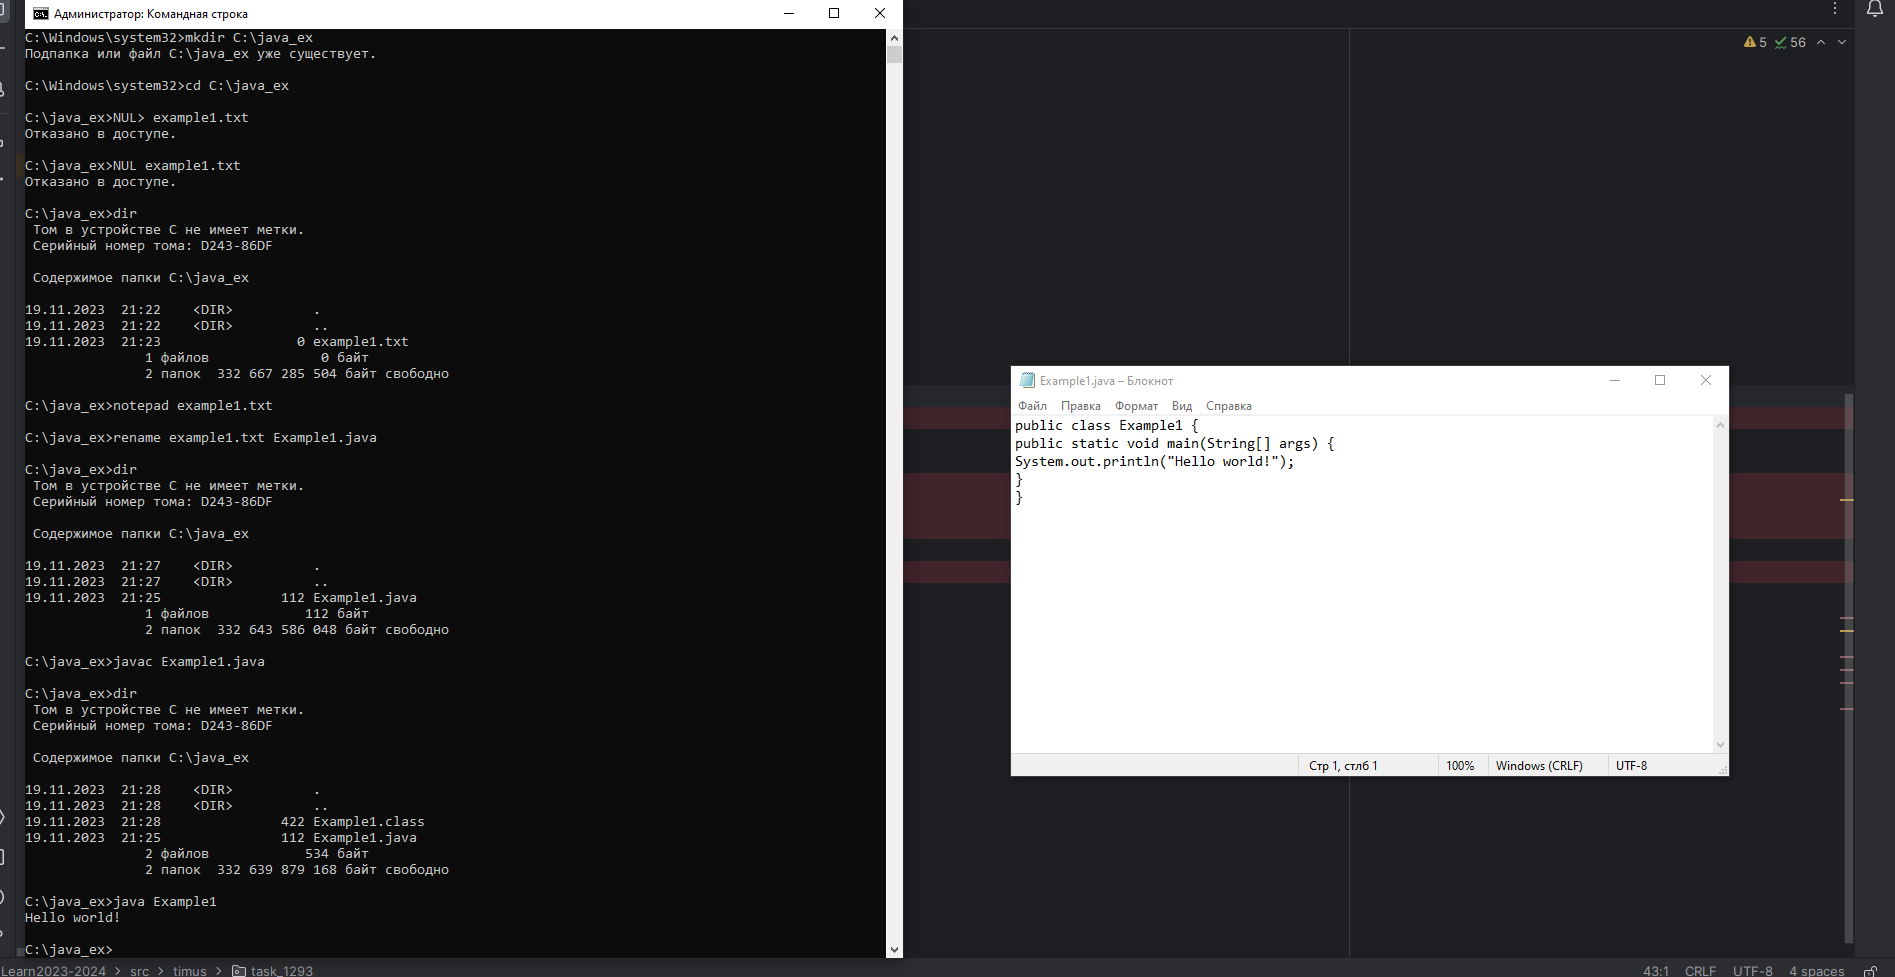 Администратор: Командная строка
C:\Windows\system32>mkdir C:\java_ex
Подпапка или файл C:\java_ex уже существует.
C:\Windows\system32>cd C:\java_ex
C:\java_ex>NUL> example1.txt
Отказано в доступе.
C:\java_ex>NUL example1.txt
Отказано в доступе.
C:\java_ex>dir
Том в устройстве C не имеет метки.
Серийный номер тома: D243-86DF
Содержимое папки C:\java_ex
19.11.2023  21:22    <DIR>          .
19.11.2023  21:22    <DIR>          ..
19.11.2023  21:23                 0 example1.txt
1 файлов              0 байт
2 папок  332 667 285 504 байт свободно
C:\java_ex>notepad example1.txt
C:\java_ex>rename example1.txt Example1.java
C:\java_ex>dir
Том в устройстве C не имеет метки.
Серийный номер тома: D243-86DF
Содержимое папки C:\java_ex
19.11.2023  21:27    <DIR>          .
19.11.2023  21:27    <DIR>          ..
19.11.2023  21:25               112 Example1.java
1 файлов            112 байт
2 папок  332 643 586 048 байт свободно
C:\java_ex>javac Example1.java
C:\java_ex>dir
Том в устройстве C не имеет метки.
Серийный номер тома: D243-86DF
Содержимое папки C:\java_ex
19.11.2023  21:28    <DIR>          .
19.11.2023  21:28    <DIR>          ..
19.11.2023  21:28               422 Example1.class
19.11.2023  21:25               112 Example1.java
2 файлов            534 байт
2 папок  332 639 879 168 байт свободно
C:\java_ex>java Example1
Hello world!
C:\java_ex>
5 56
Example1.java – Блокнот
Файл Правка Формат Вид Справка
public class Example1 {
public static void main(String[] args) {
System.out.println("Hello world!");
}
}
Стр 1, стлб 1 100% Windows (CRLF) UTF-8
Learn2023-2024 > src > timus > task_1293
43:1 CRLF UTF-8 4 spaces